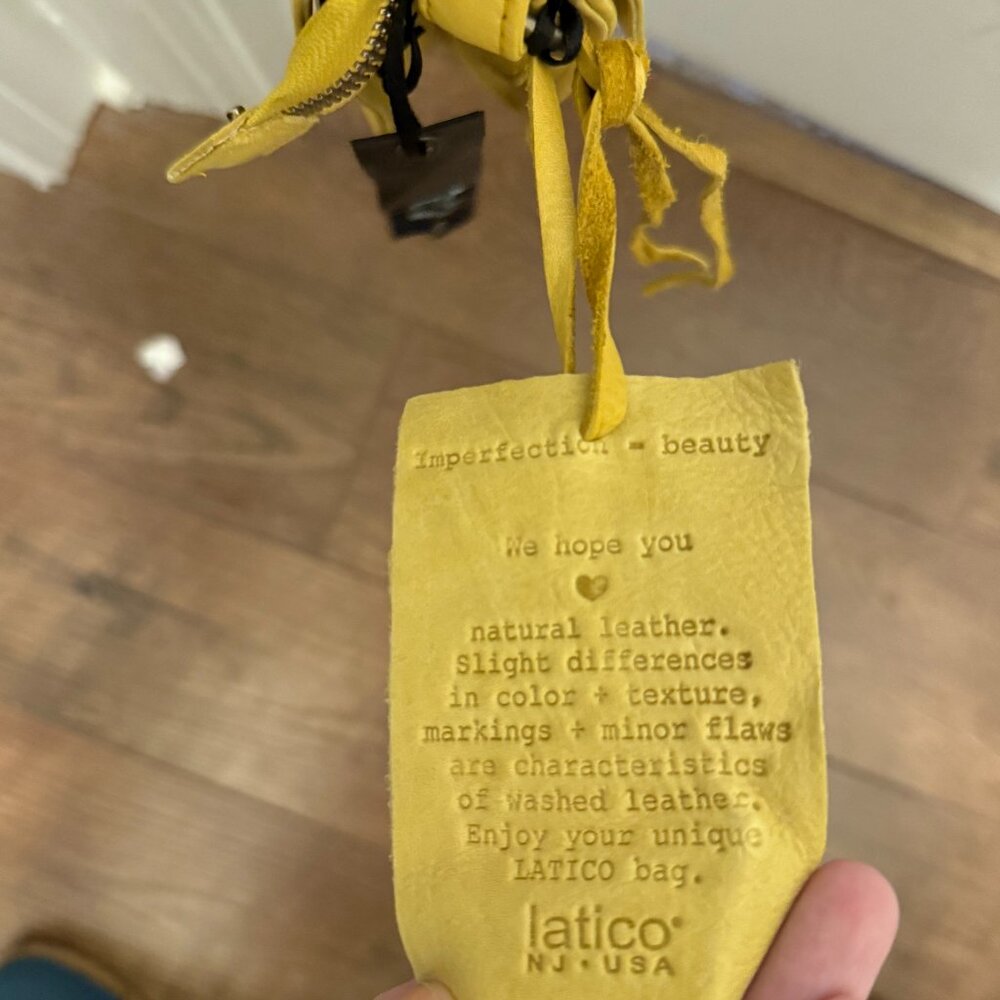 Imperfection = beauty
We hope you
♥
natural leather.
Slight differences
in color + texture,
markings + minor flaws
are characteristics
of washed leather.
Enjoy your unique
LATICO bag.
latico®
NJ • USA